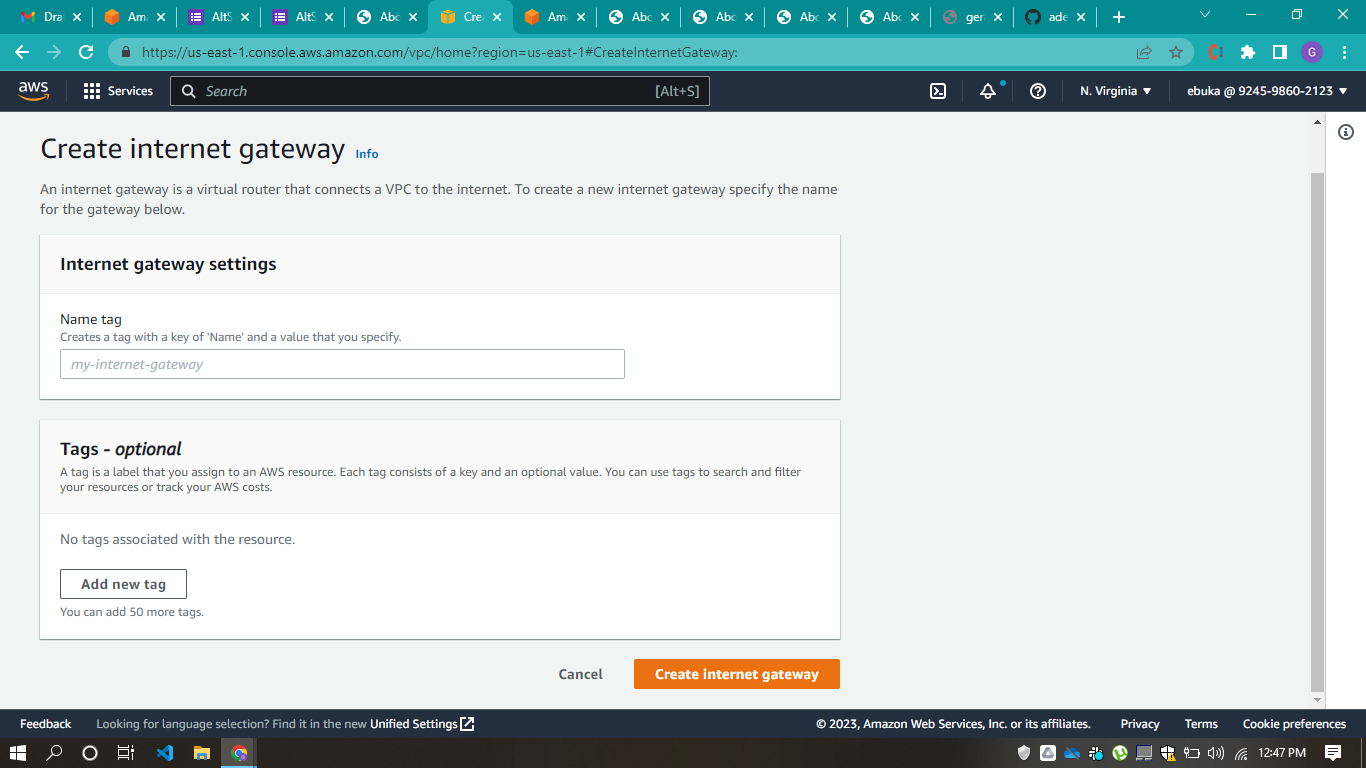 Dra
Ama
AltS
AltS
Abo
Crea
Ama
Abo
Abo
Abo
Abo
ger
ade
https://us-east-1.console.aws.amazon.com/vpc/home?region=us-east-1#CreateInternetGateway:
G
aws
Services
Search
[Alt+S]
N. Virginia
ebuka @ 9245-9860-2123
Create internet gateway Info
An internet gateway is a virtual router that connects a VPC to the internet. To create a new internet gateway specify the name
for the gateway below.
Internet gateway settings
Name tag
Creates a tag with a key of 'Name' and a value that you specify.
my-internet-gateway
Tags - optional
A tag is a label that you assign to an AWS resource. Each tag consists of a key and an optional value. You can use tags to search and filter
your resources or track your AWS costs.
No tags associated with the resource.
Add new tag
You can add 50 more tags.
Cancel
Create internet gateway
Feedback
Looking for language selection? Find it in the new Unified Settings
© 2023, Amazon Web Services, Inc. or its affiliates.
Privacy
Terms
Cookie preferences
12:47 PM